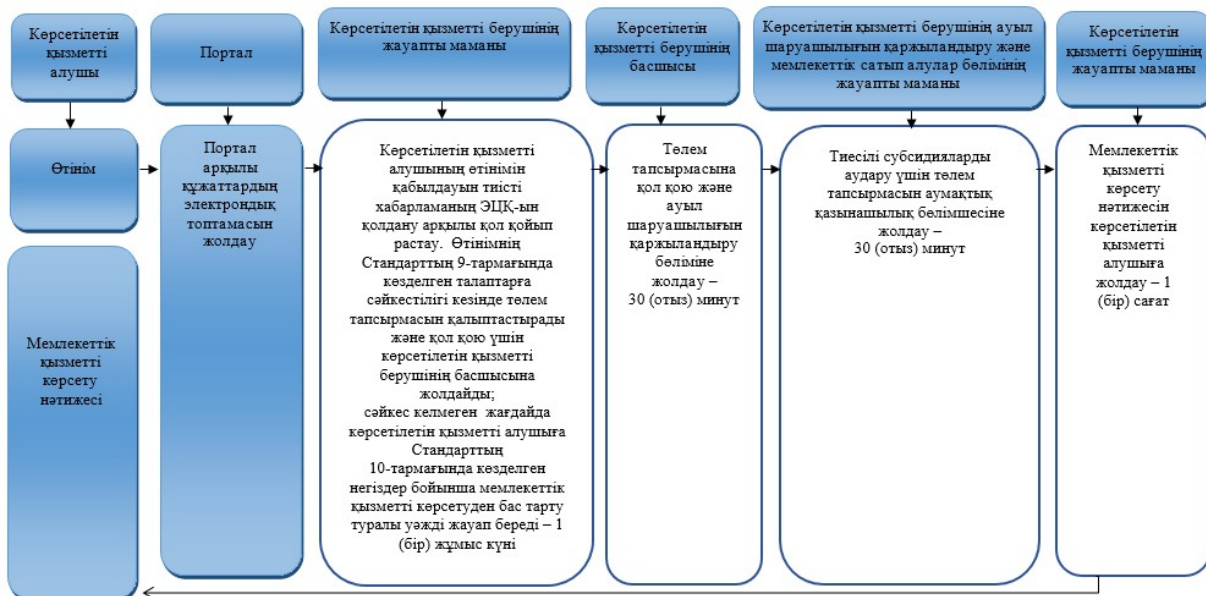 Көрсетілетін
қызметті
алушы
Портал
Көрсетілетін қызметті берушінің
жауапты маманы
Көрсетілетін
қызметті берушінің
басшысы
Көрсетілетін қызметті берушінің ауыл
шаруашылығын қаржыландыру және
мемлекеттік сатып алулар бөлімінің
жауапты маманы
Көрсетілетін
қызметті берушінің
жауапты маманы
Өтінім
Портал
арқылы
құжаттардың
электрондық
топтамасын
жолдау
Көрсетілетін қызметті
алушының өтінімін
қабылдауын тиісті
хабарламаның ЭЦҚ-ын
қолдану арқылы қол қойып
растау. Өтінімнің
Стандарттың 9-тармағында
көзделген талаптарға
сәйкестілігі кезінде төлем
тапсырмасын қалыптастырады
және қол қою үшін
көрсетілетін қызметті
берушінің басшысына
жолдайды;
сәйкес келмеген жағдайда
көрсетілетін қызметті алушыға
Стандарттың
10-тармағында көзделген
негіздер бойынша мемлекеттік
қызметті көрсетуден бас тарту
туралы уәжді жауап береді – 1
(бір) жұмыс күні
Төлем
тапсырмасына
қол қою және
ауыл
шаруашылығын
қаржыландыру
бөліміне
жолдау –
30 (отыз) минут
Тиесілі субсидияларды
аудару үшін төлем
тапсырмасын аумақтық
қазынашылық бөлімшесіне
жолдау –
30 (отыз) минут
Мемлекеттік
қызметті
көрсету
нәтижесін
көрсетілетін
қызметті
алушыға
жолдау – 1
(бір) сағат
Мемлекеттік
қызметті
көрсету
нәтижесі